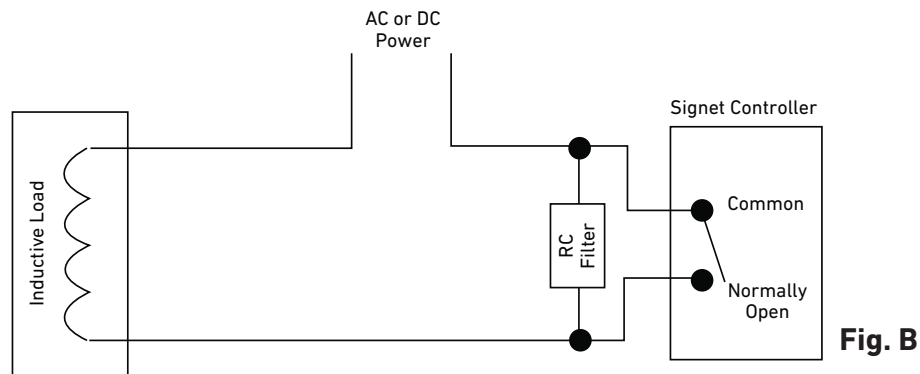 AC or DC
Power
Signet Controller
Inductive Load
RC
Filter
Common
Normally
Open
Fig. B